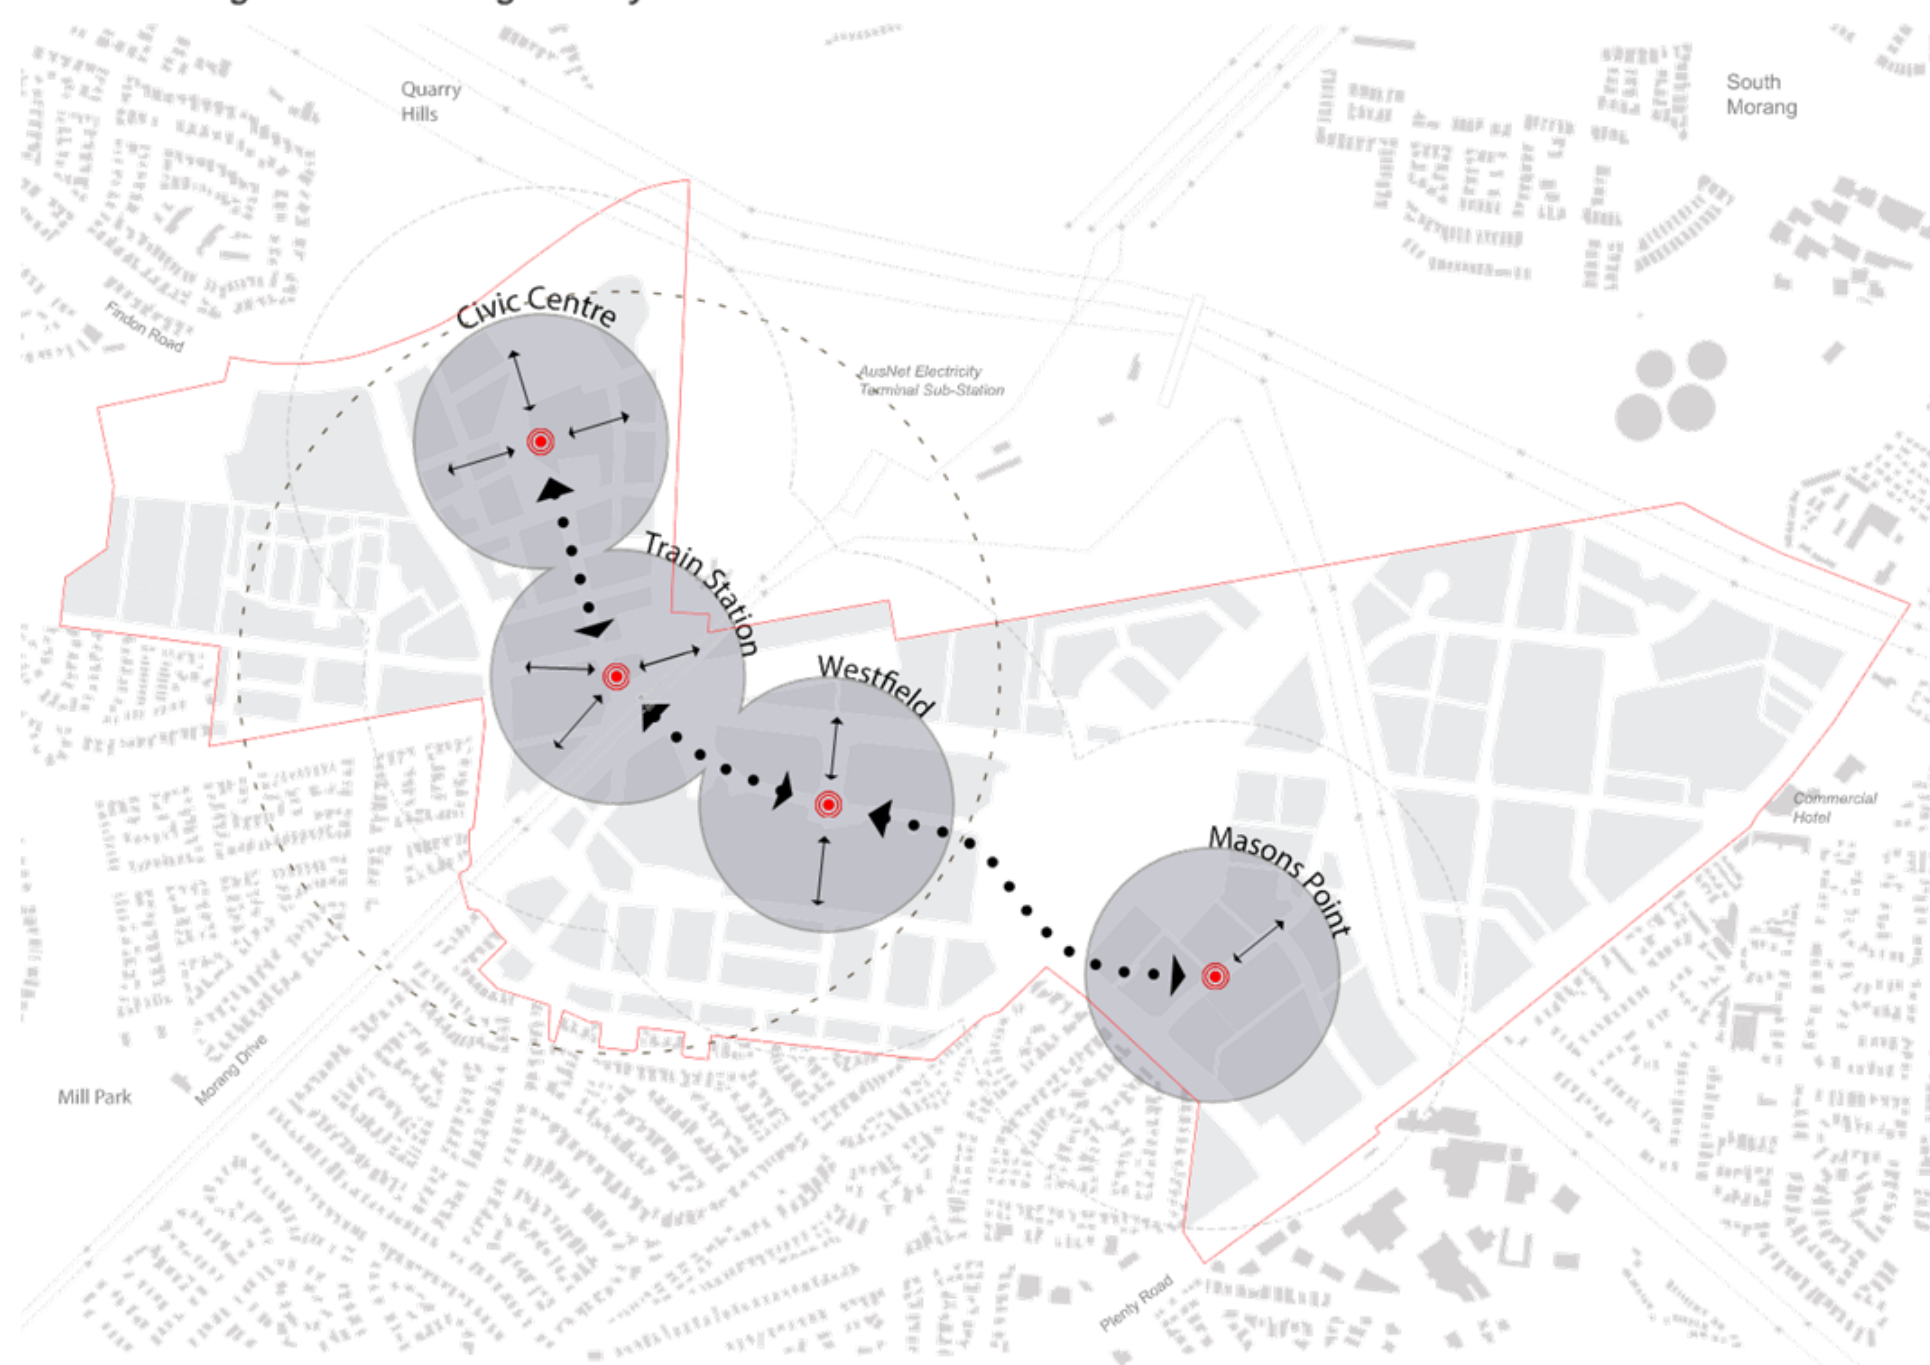 Quarry
Hills
South
Morang
Findon Road
Civic Centre
AusNet Electricity
Terminal Sub-Station
Train Station
Westfield
Commercial
Hotel
Masons Point
Mill Park
Morang Drive
Plenty Road